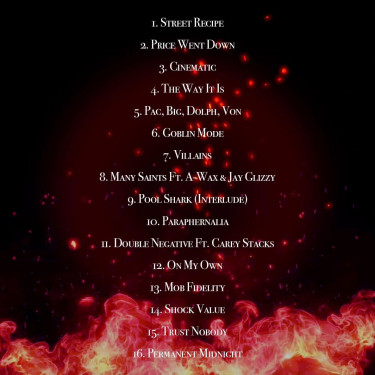 1. Street Recipe
2. Price Went Down
3. Cinematic
4. The Way It Is
5. Pac, Big, Dolph, Von
6. Goblin Mode
7. Villains
8. Many Saints Ft. A-Wax & Jay Glizzy
9. Pool Shark (Interlude)
10. Paraphernalia
11. Double Negative Ft. Carey Stacks
12. On My Own
13. Mob Fidelity
14. Shock Value
15. Trust Nobody
16. Permanent Midnight